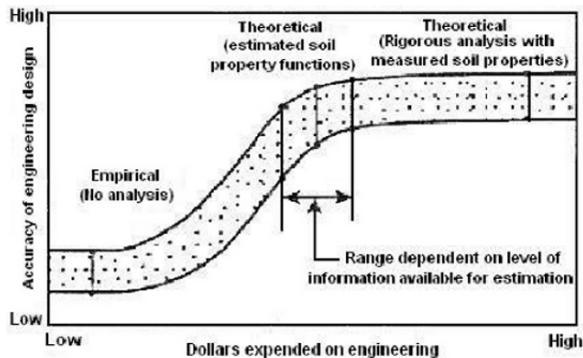 High
Theoretical
(estimated soil
property functions)
Theoretical
(Rigorous analysis with
measured soil properties)
Empirical
(No analysis)
Accuracy of engineering design
Range dependent on level of
information available for estimation
Low
Low
High
Dollars expended on engineering